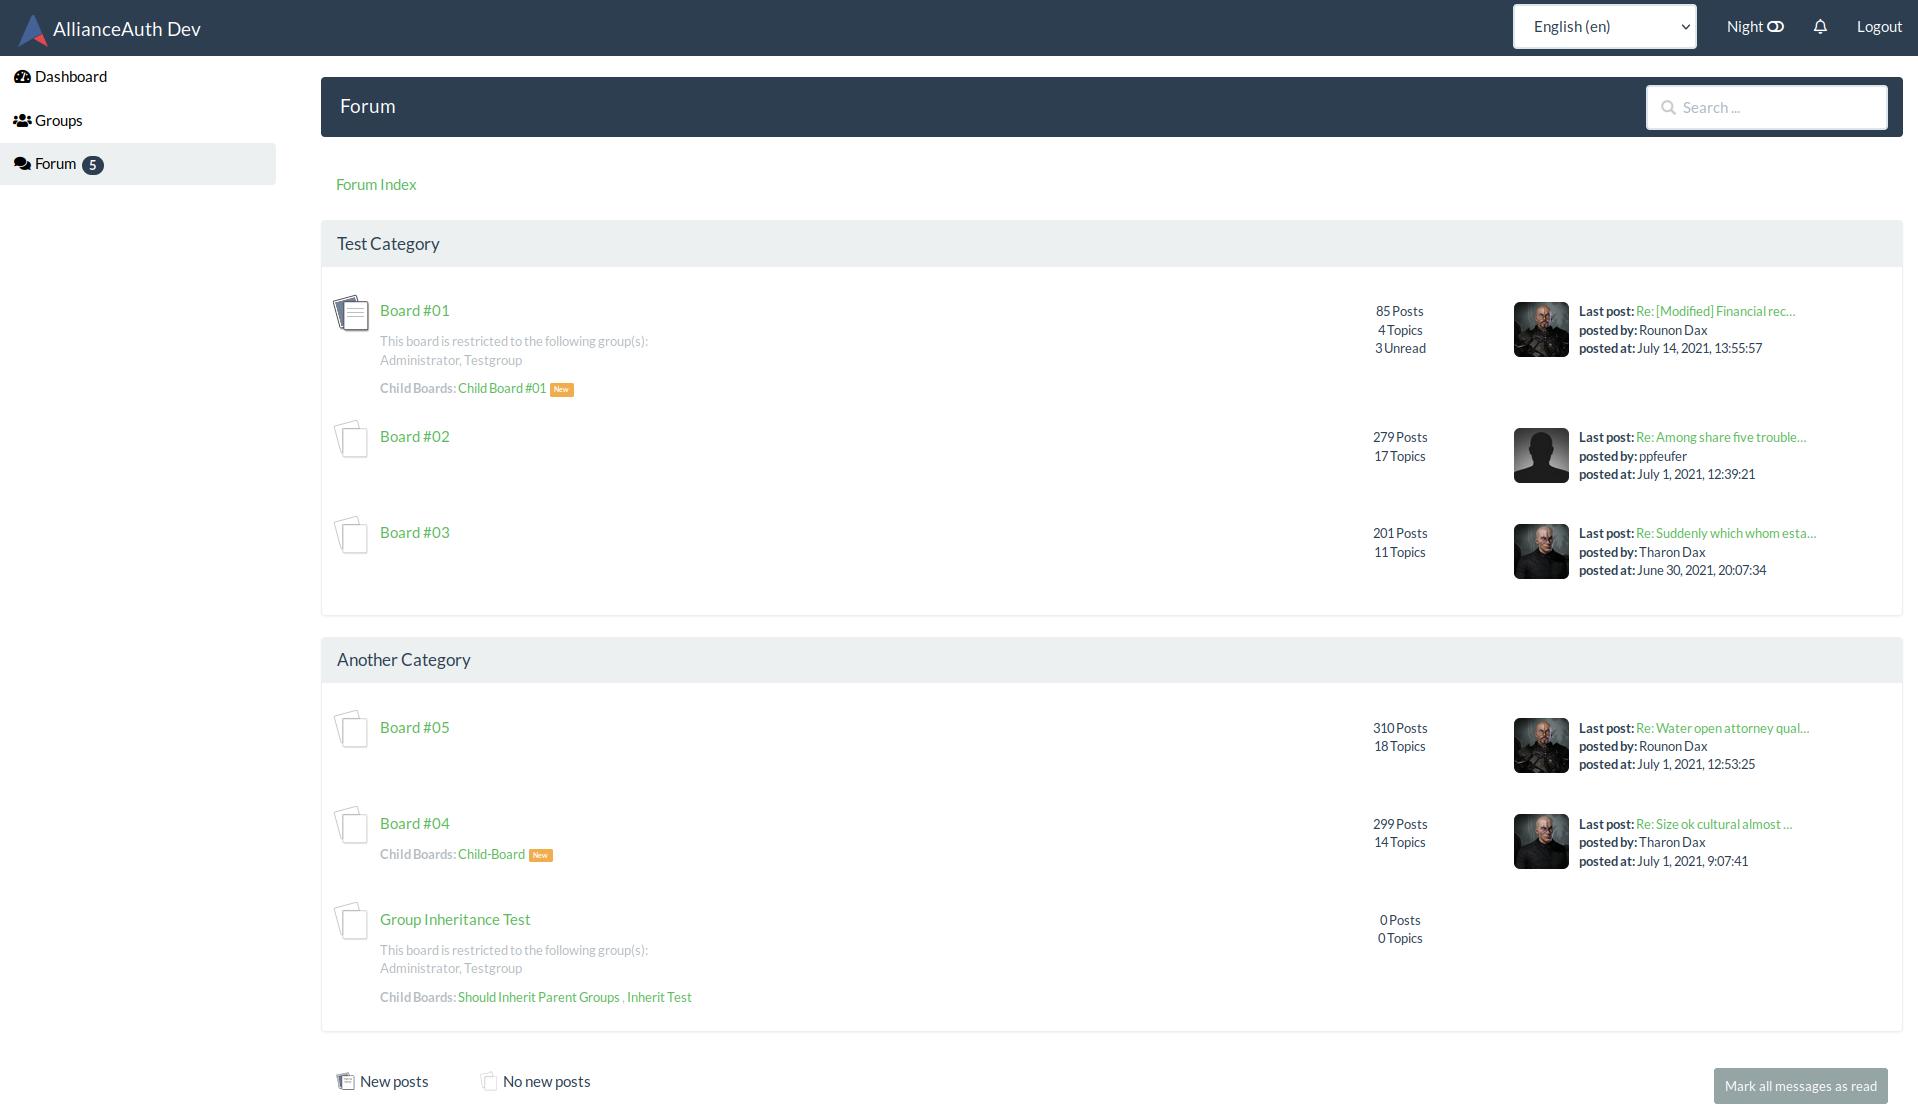 AllianceAuth Dev
English (en)
Night
Logout
Dashboard
Groups
Forum 5
Forum
Search ...
Forum Index
Test Category
Board #01
This board is restricted to the following group(s):
Administrator, Testgroup
Child Boards: Child Board #01 New
85 Posts
4 Topics
3 Unread
Last post: Re: [Modified] Financial rec...
posted by: Rounon Dax
posted at: July 14, 2021, 13:55:57
Board #02
279 Posts
17 Topics
Last post: Re: Among share five trouble...
posted by: ppfeufer
posted at: July 1, 2021, 12:39:21
Board #03
201 Posts
11 Topics
Last post: Re: Suddenly which whom esta...
posted by: Tharon Dax
posted at: June 30, 2021, 20:07:34
Another Category
Board #05
310 Posts
18 Topics
Last post: Re: Water open attorney qual...
posted by: Rounon Dax
posted at: July 1, 2021, 12:53:25
Board #04
Child Boards: Child-Board New
299 Posts
14 Topics
Last post: Re: Size ok cultural almost ...
posted by: Tharon Dax
posted at: July 1, 2021, 9:07:41
Group Inheritance Test
This board is restricted to the following group(s):
Administrator, Testgroup
Child Boards: Should Inherit Parent Groups , Inherit Test
0 Posts
0 Topics
New posts
No new posts
Mark all messages as read